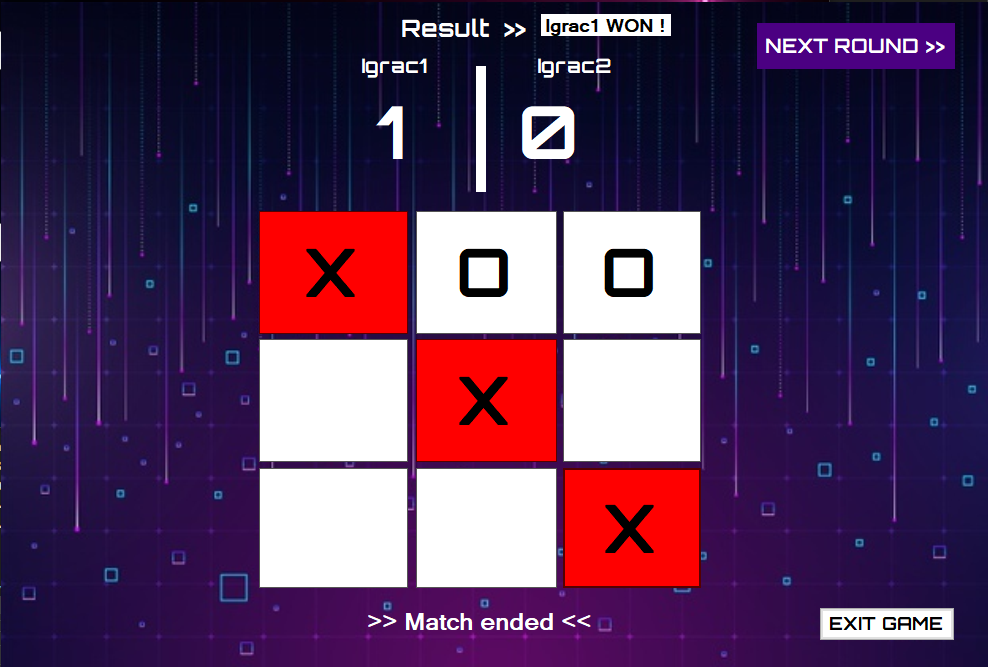 Result >> Igrac1 WON !
NEXT ROUND >>
Igrac1 Igrac2
1 0
X O O
X
X
>> Match ended <<
EXIT GAME